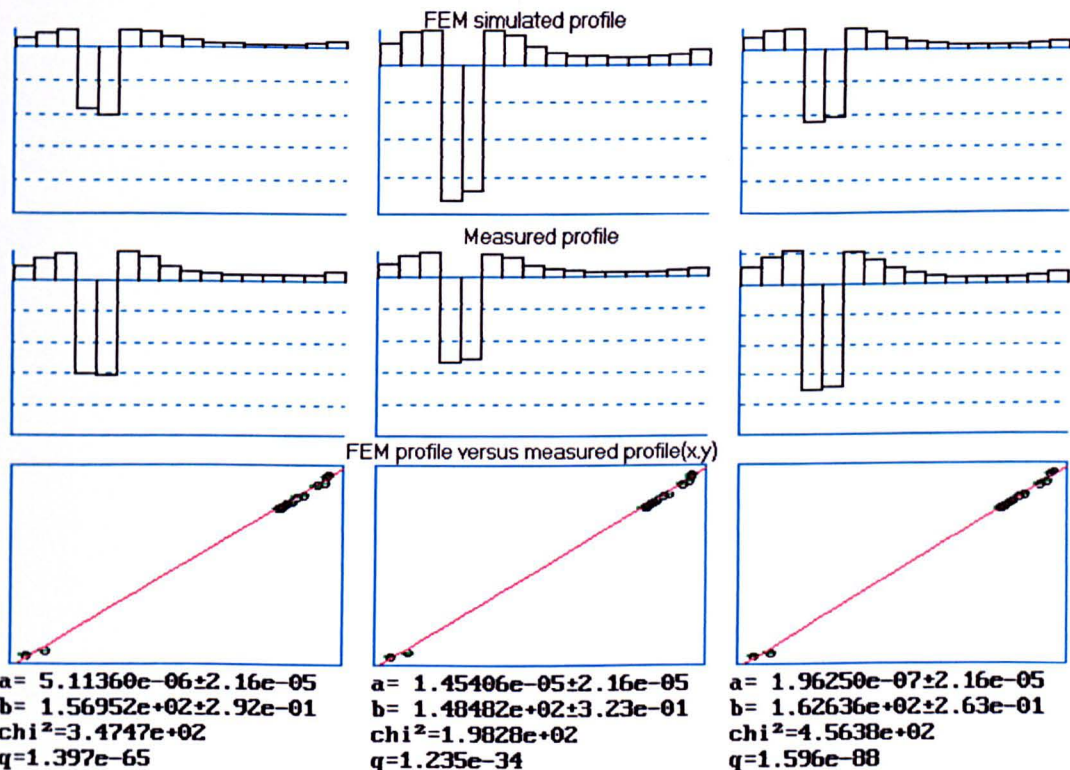 FEM simulated profile
Measured profile
FEM profile versus measured profile(x,y)
a= 5.11360e-06±2.16e-05
b= 1.56952e+02±2.92e-01
chi²=3.4747e+02
q=1.397e-65
a= 1.45406e-05±2.16e-05
b= 1.48482e+02±3.23e-01
chi²=1.9828e+02
q=1.235e-34
a= 1.96250e-07±2.16e-05
b= 1.62636e+02±2.63e-01
chi²=4.5638e+02
q=1.596e-88